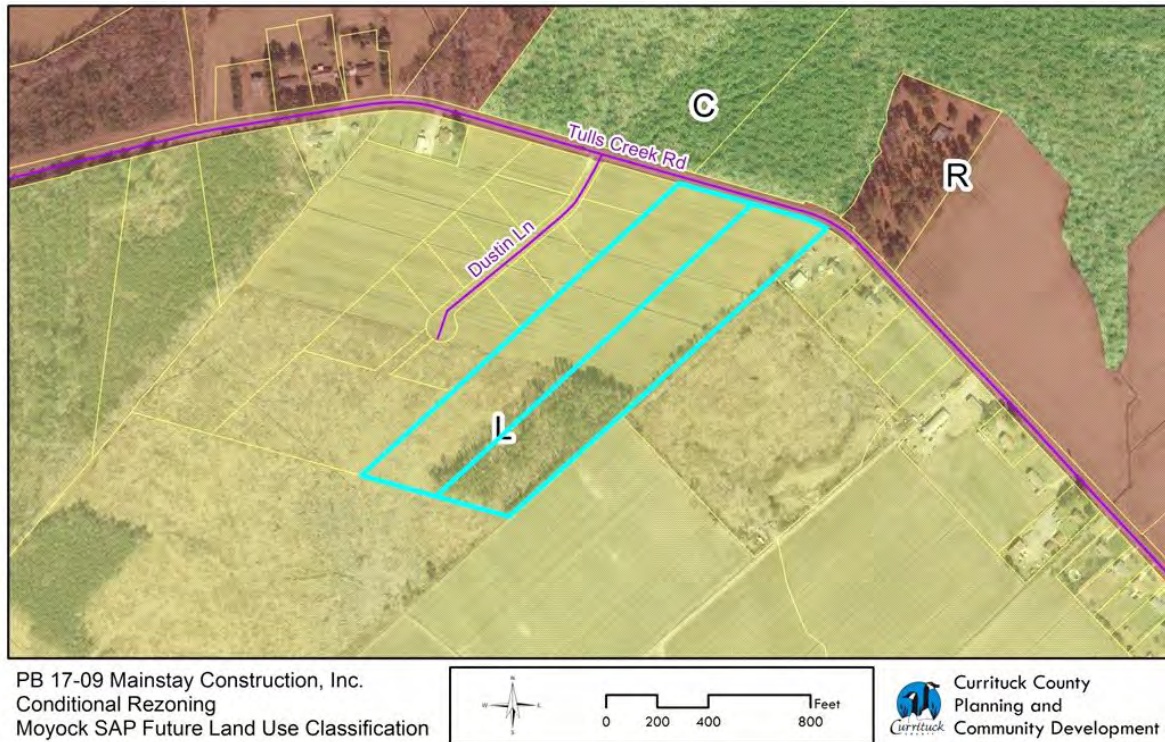 C
R
Tulls Creek Rd
Dustin Ln
L
PB 17-09 Mainstay Construction, Inc.
Conditional Rezoning
Moyock SAP Future Land Use Classification
N
W
E
S
0 200 400 800
Feet
Currituck
COUNTY
Currituck County
Planning and
Community Development